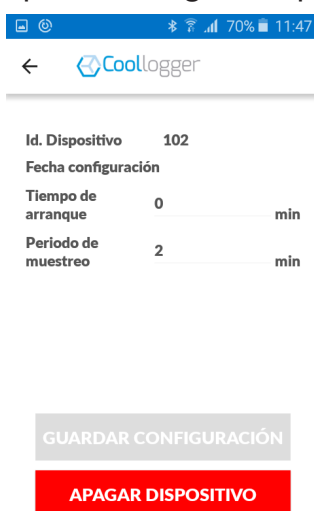 70% 11:47
Coollogger
Id. Dispositivo 102
Fecha configuración
Tiempo de
arranque 0 min
Periodo de
muestreo 2 min
GUARDAR CONFIGURACIÓN
APAGAR DISPOSITIVO